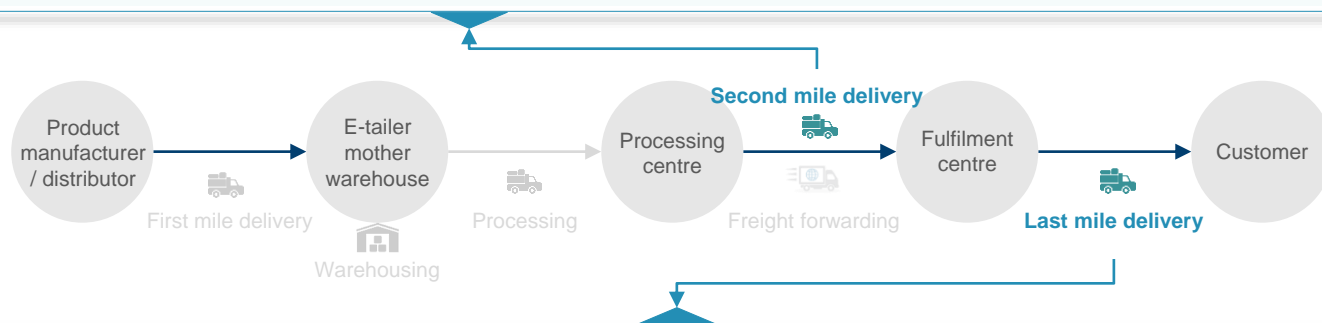 Second mile delivery
Product
manufacturer
/ distributor
E-tailer
mother
warehouse
Processing
centre
Fulfilment
centre
Customer
First mile delivery
Processing
Freight forwarding
Last mile delivery
Warehousing